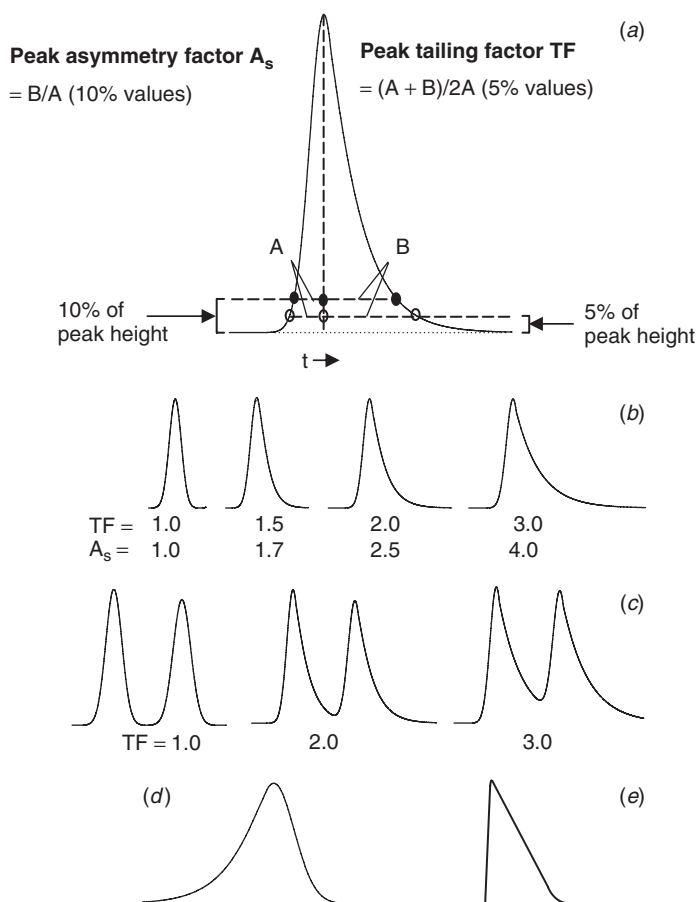 (a)
Peak asymmetry factor Aₛ
= B/A (10% values)
Peak tailing factor TF
= (A + B)/2A (5% values)
A
B
10% of
peak height
5% of
peak height
t
(b)
TF = 1.0 1.5 2.0 3.0
Aₛ = 1.0 1.7 2.5 4.0
(c)
TF = 1.0 2.0 3.0
(d)
(e)